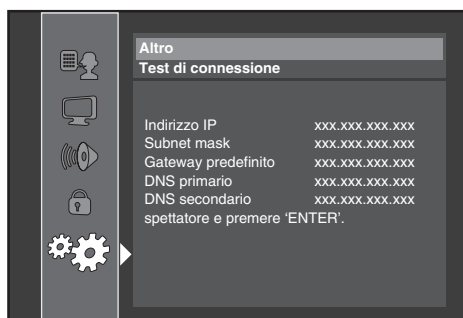 Altro
Test di connessione
Indirizzo IP xxx.xxx.xxx.xxx
Subnet mask xxx.xxx.xxx.xxx
Gateway predefinito xxx.xxx.xxx.xxx
DNS primario xxx.xxx.xxx.xxx
DNS secondario xxx.xxx.xxx.xxx
spettatore e premere ‘ENTER’.